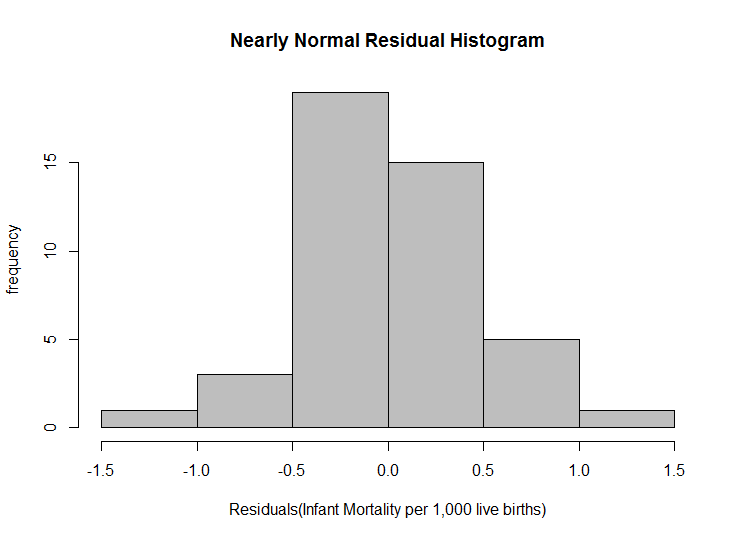 Nearly Normal Residual Histogram
frequency
15
10
5
0
-1.5 -1.0 -0.5 0.0 0.5 1.0 1.5
Residuals(Infant Mortality per 1,000 live births)